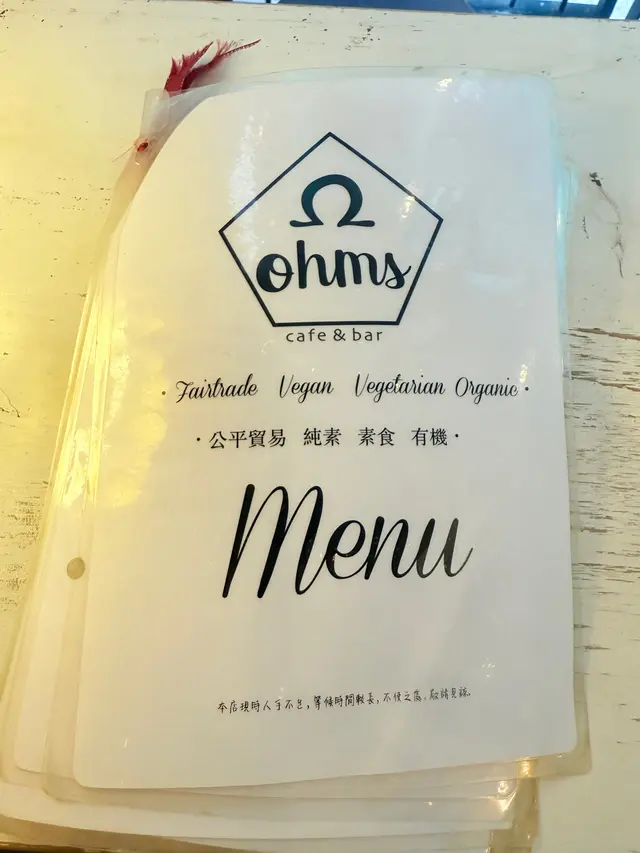 Ω
ohms
cafe & bar
· Fairtrade Vegan Vegetarian Organic ·
· 公平貿易 純素 素食 有機 ·
Menu
本店現時人手不足,等候時間較長,不便之處,敬請見諒。